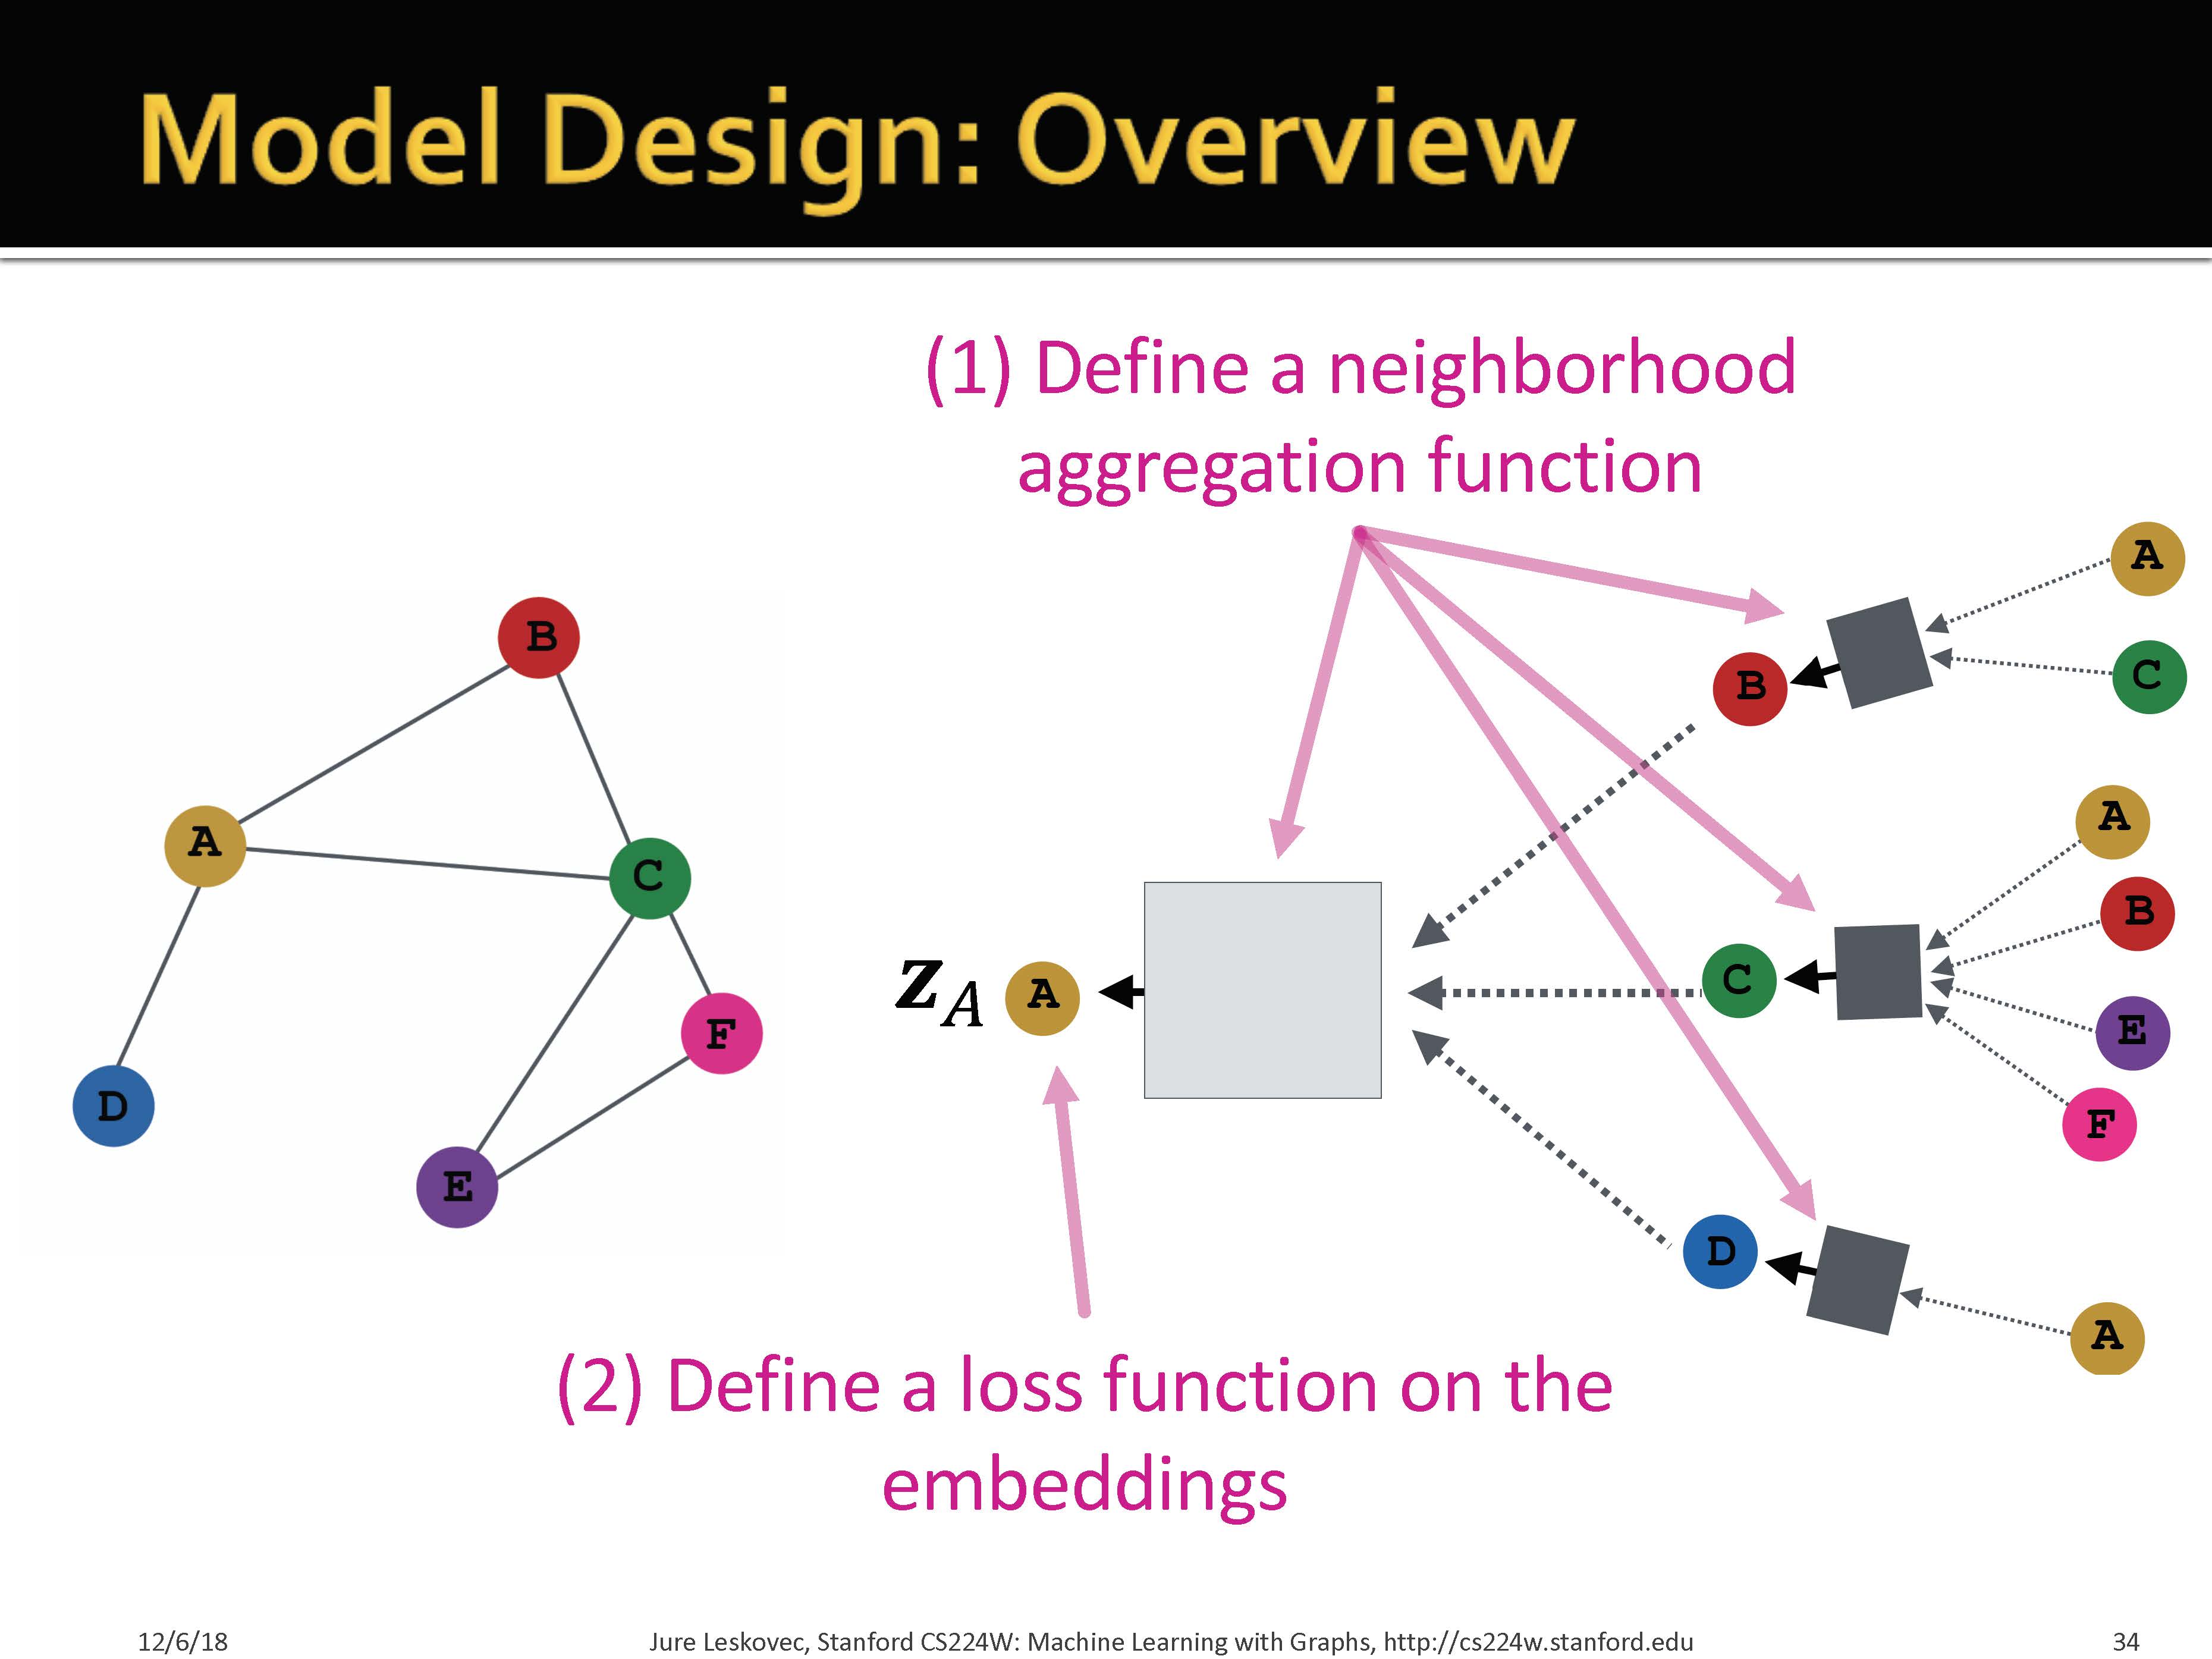 Model Design: Overview
(1) Define a neighborhood
aggregation function
A
C
B
B
A
A
B
C
C
E
F
F
z_A A
D
D
E
A
(2) Define a loss function on the
embeddings
12/6/18
Jure Leskovec, Stanford CS224W: Machine Learning with Graphs, http://cs224w.stanford.edu
34